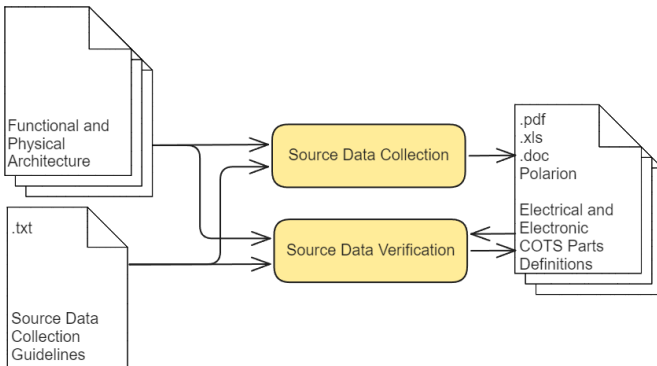 Functional and
Physical
Architecture
.txt
Source Data
Collection
Guidelines
Source Data Collection
Source Data Verification
.pdf
.xls
.doc
Polarion
Electrical and
Electronic
COTS Parts
Definitions